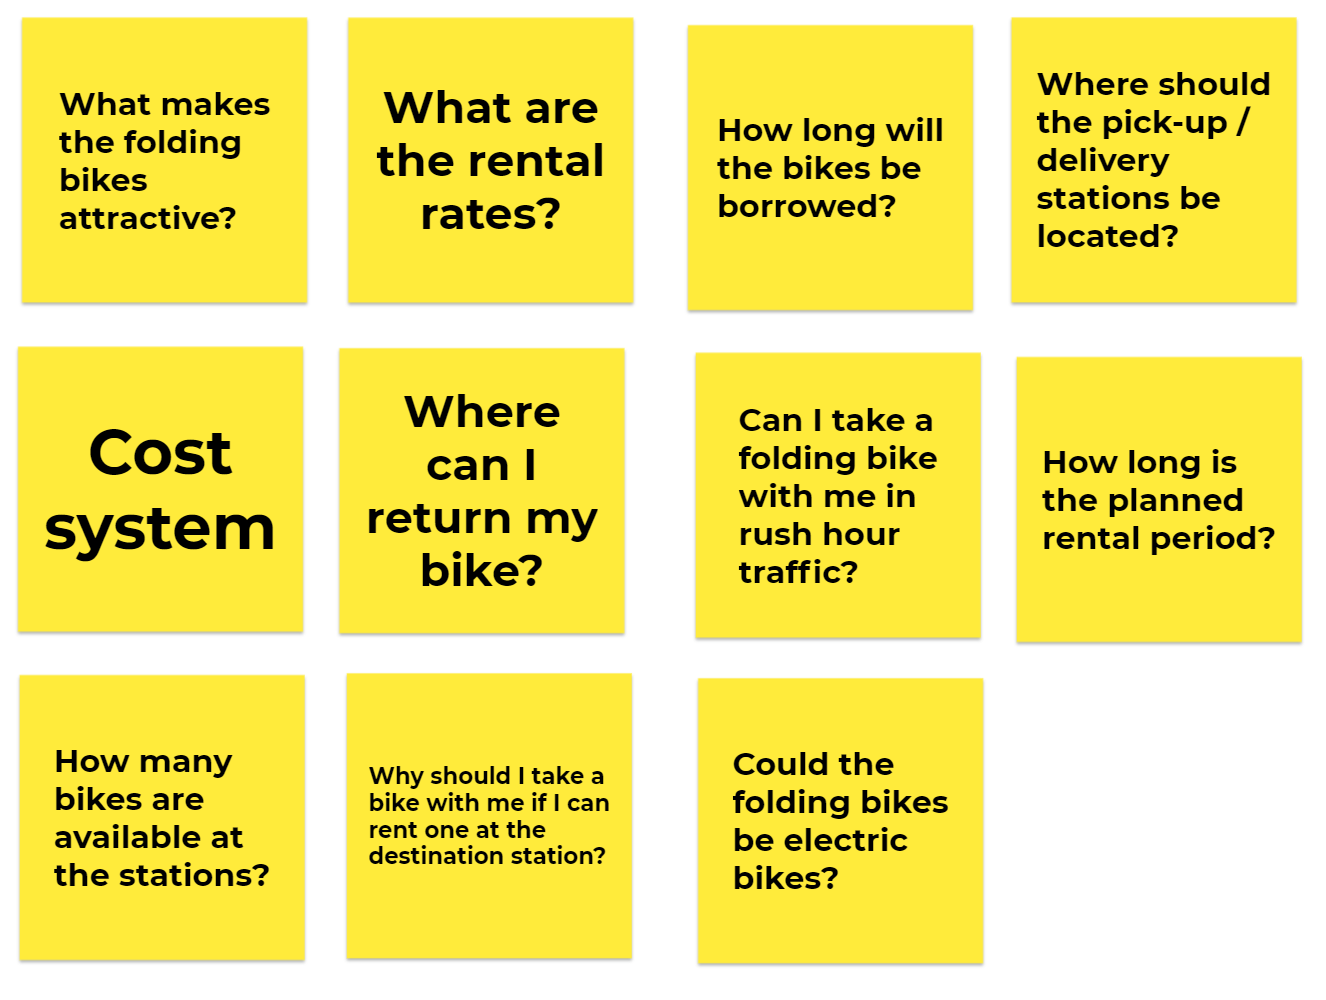 What makes
the folding
bikes
attractive?
What are
the rental
rates?
How long will
the bikes be
borrowed?
Where should
the pick-up /
delivery
stations be
located?
Cost
system
Where
can I
return my
bike?
Can I take a
folding bike
with me in
rush hour
traffic?
How long is
the planned
rental period?
How many
bikes are
available at
the stations?
Why should I take a
bike with me if I can
rent one at the
destination station?
Could the
folding bikes
be electric
bikes?